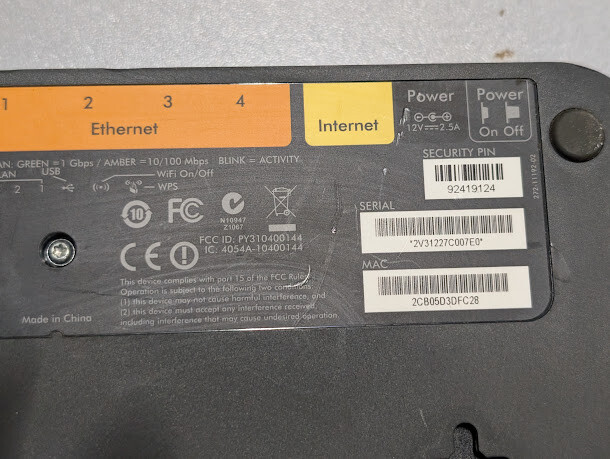 1 2 3 4
Ethernet
Internet
Power
12V 2.5A
Power
On Off
AN: GREEN =1 Gbps / AMBER =10/100 Mbps BLINK = ACTIVITY
LAN USB
2 1
WiFi On/Off
WPS
SECURITY PIN
92419124
10
FC
N10947
Z1067
SERIAL
*2V31227C007E0*
FCC ID: PY310400144
IC: 4054A-10400144
CE
MAC
2CB05D3DFC28
This device complies with part 15 of the FCC Rules
Operation is subject to the following two conditions
(1) this device may not cause harmful interference, and
(2) this device must accept any interference received,
including interference that may cause undesired operation
Made in China